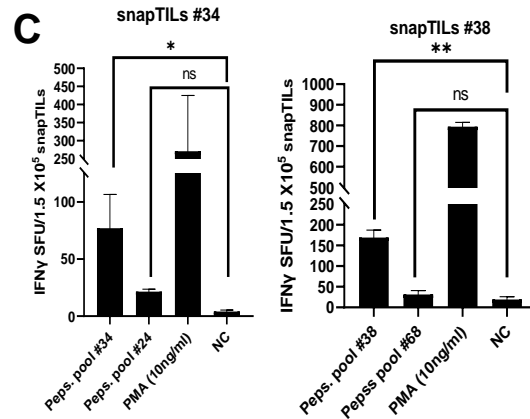 C
snapTILs #34
*
ns
IFNγ SFU/1.5 X10⁵ snapTILs
500
450
400
350
300
250
100
50
0
Peps. pool #34
Peps. pool #24
PMA (10ng/ml)
NC
snapTILs #38
**
ns
IFNγ SFU/1.5 X10⁵ snapTILs
1000
900
800
700
600
500
250
200
150
100
50
0
Peps. pool #38
Pepss pool #68
PMA (10ng/ml)
NC